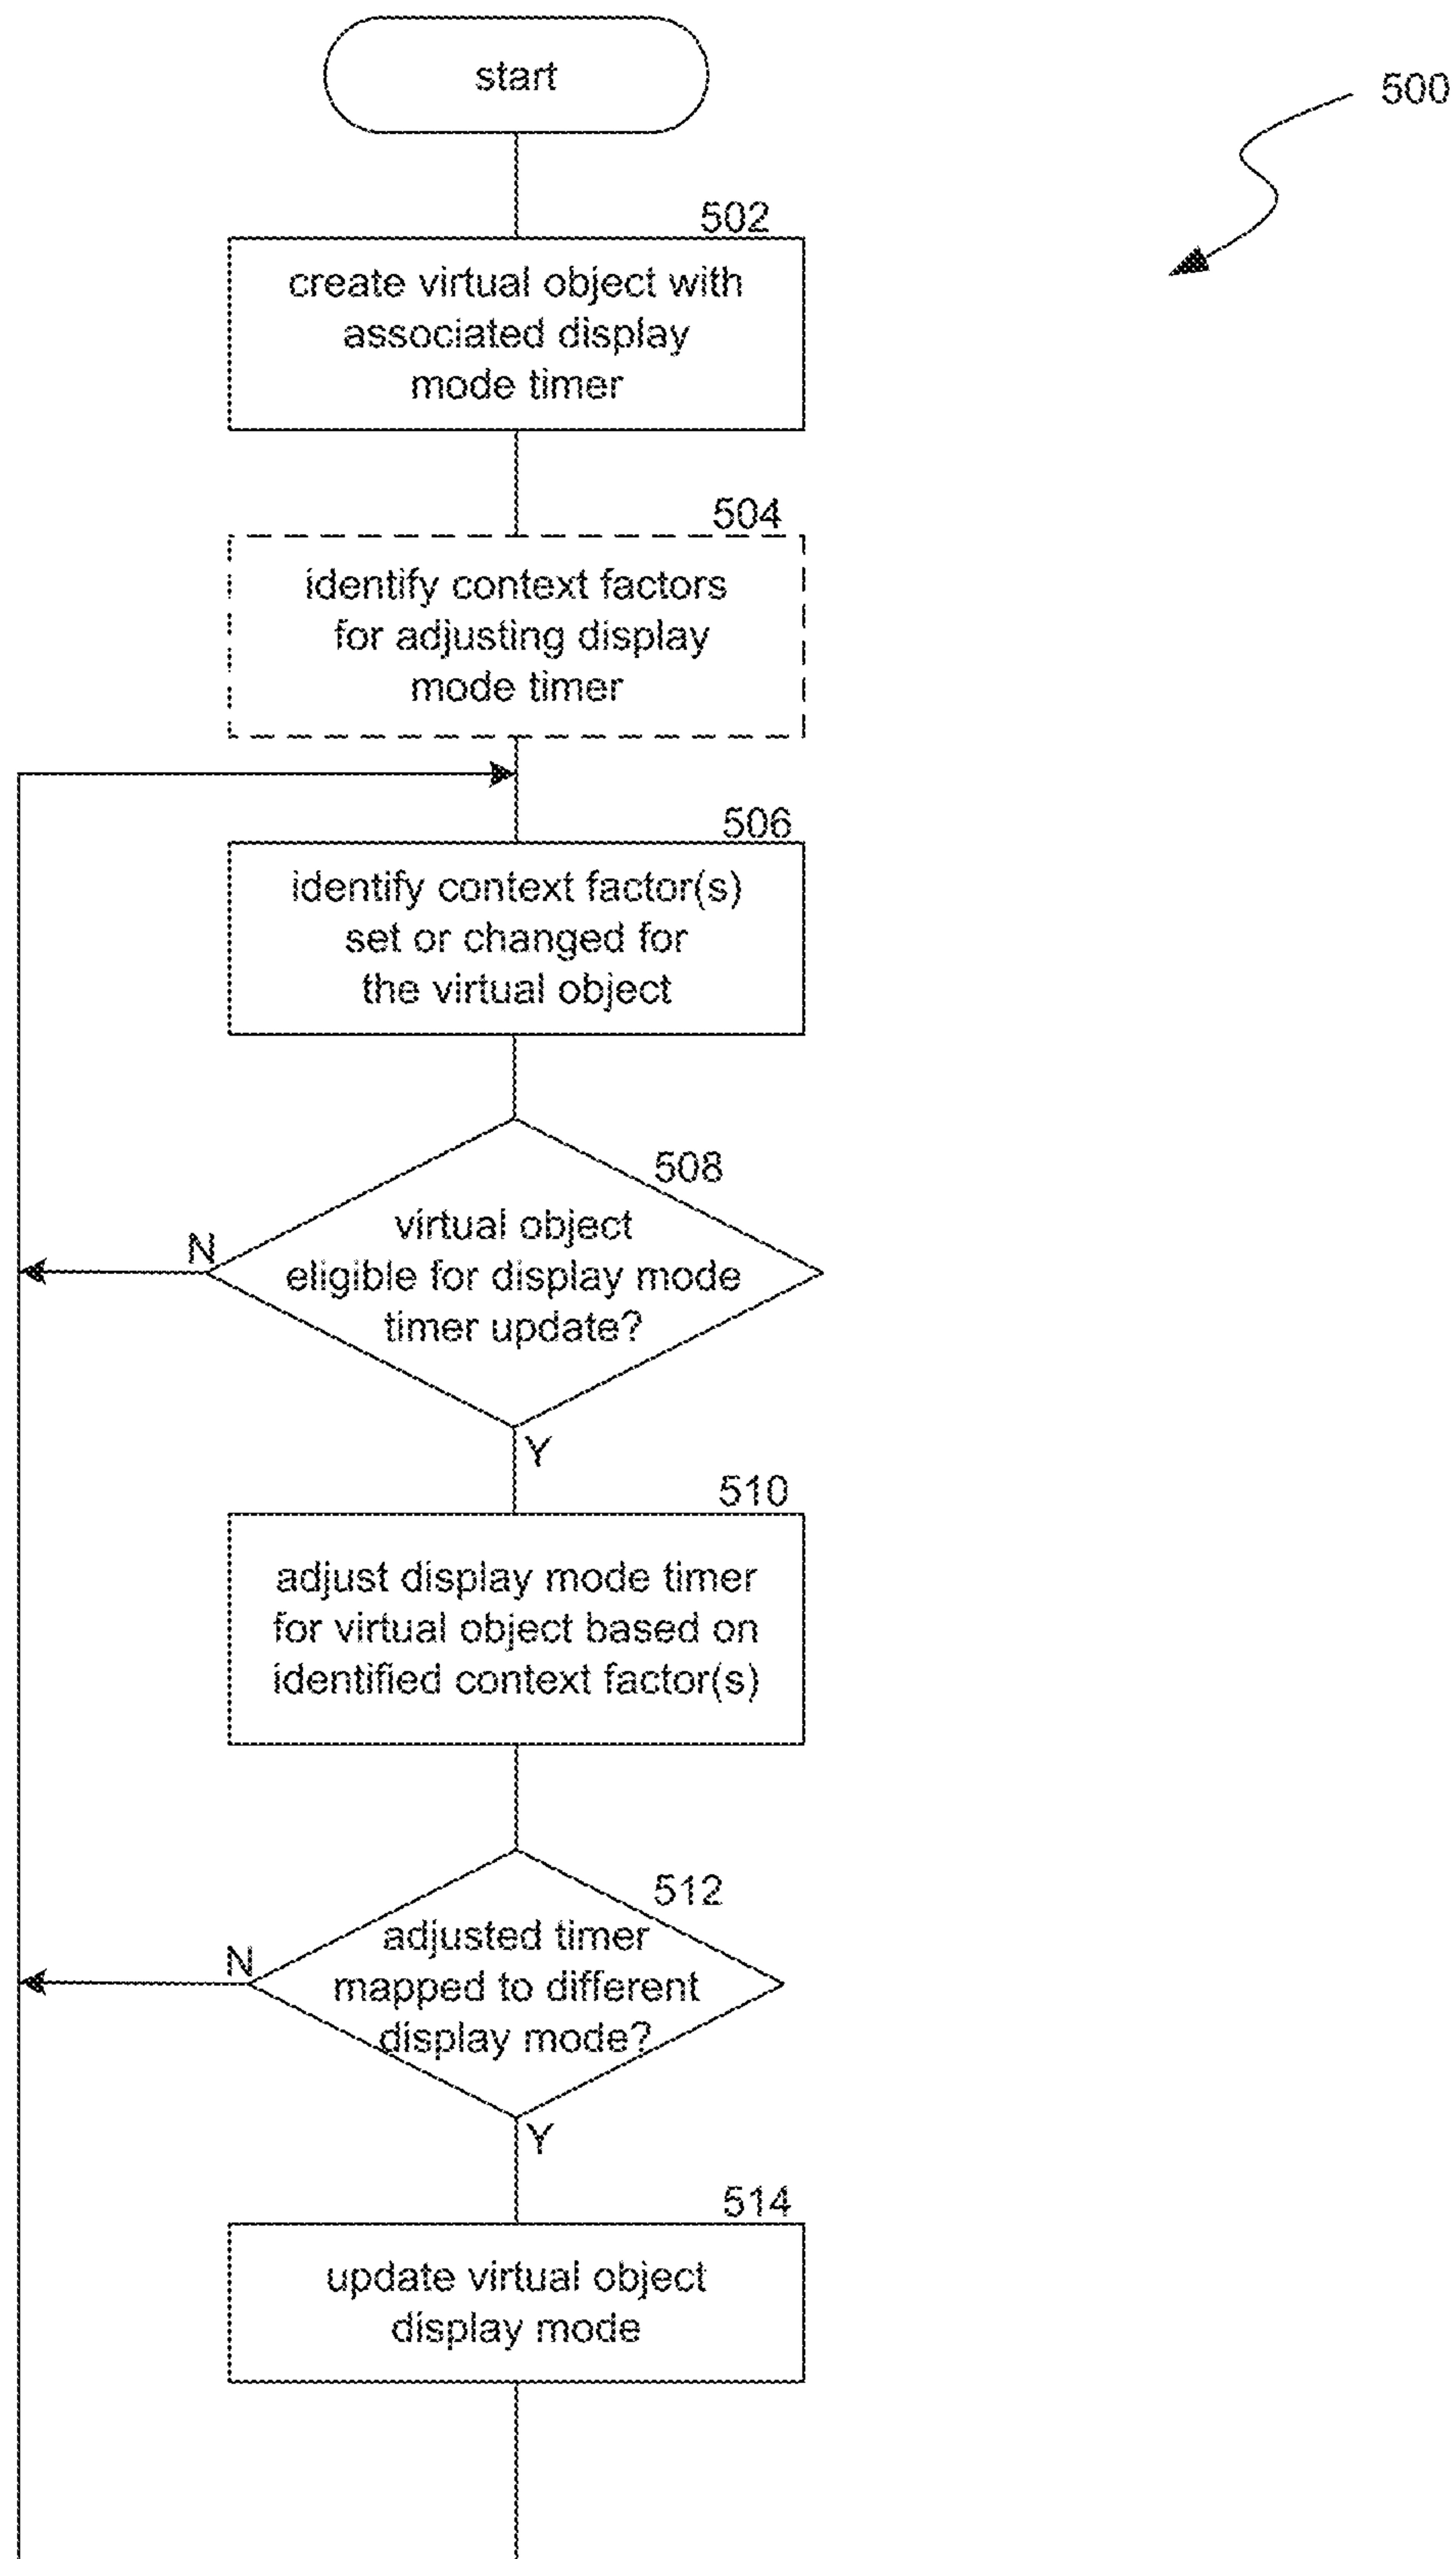 start
500
502
create virtual object with
associated display
mode timer
504
identify context factors
for adjusting display
mode timer
506
identify context factor(s)
set or changed for
the virtual object
508
virtual object
eligible for display mode
timer update?
N
Y
510
adjust display mode timer
for virtual object based on
identified context factor(s)
512
adjusted timer
mapped to different
display mode?
N
Y
514
update virtual object
display mode